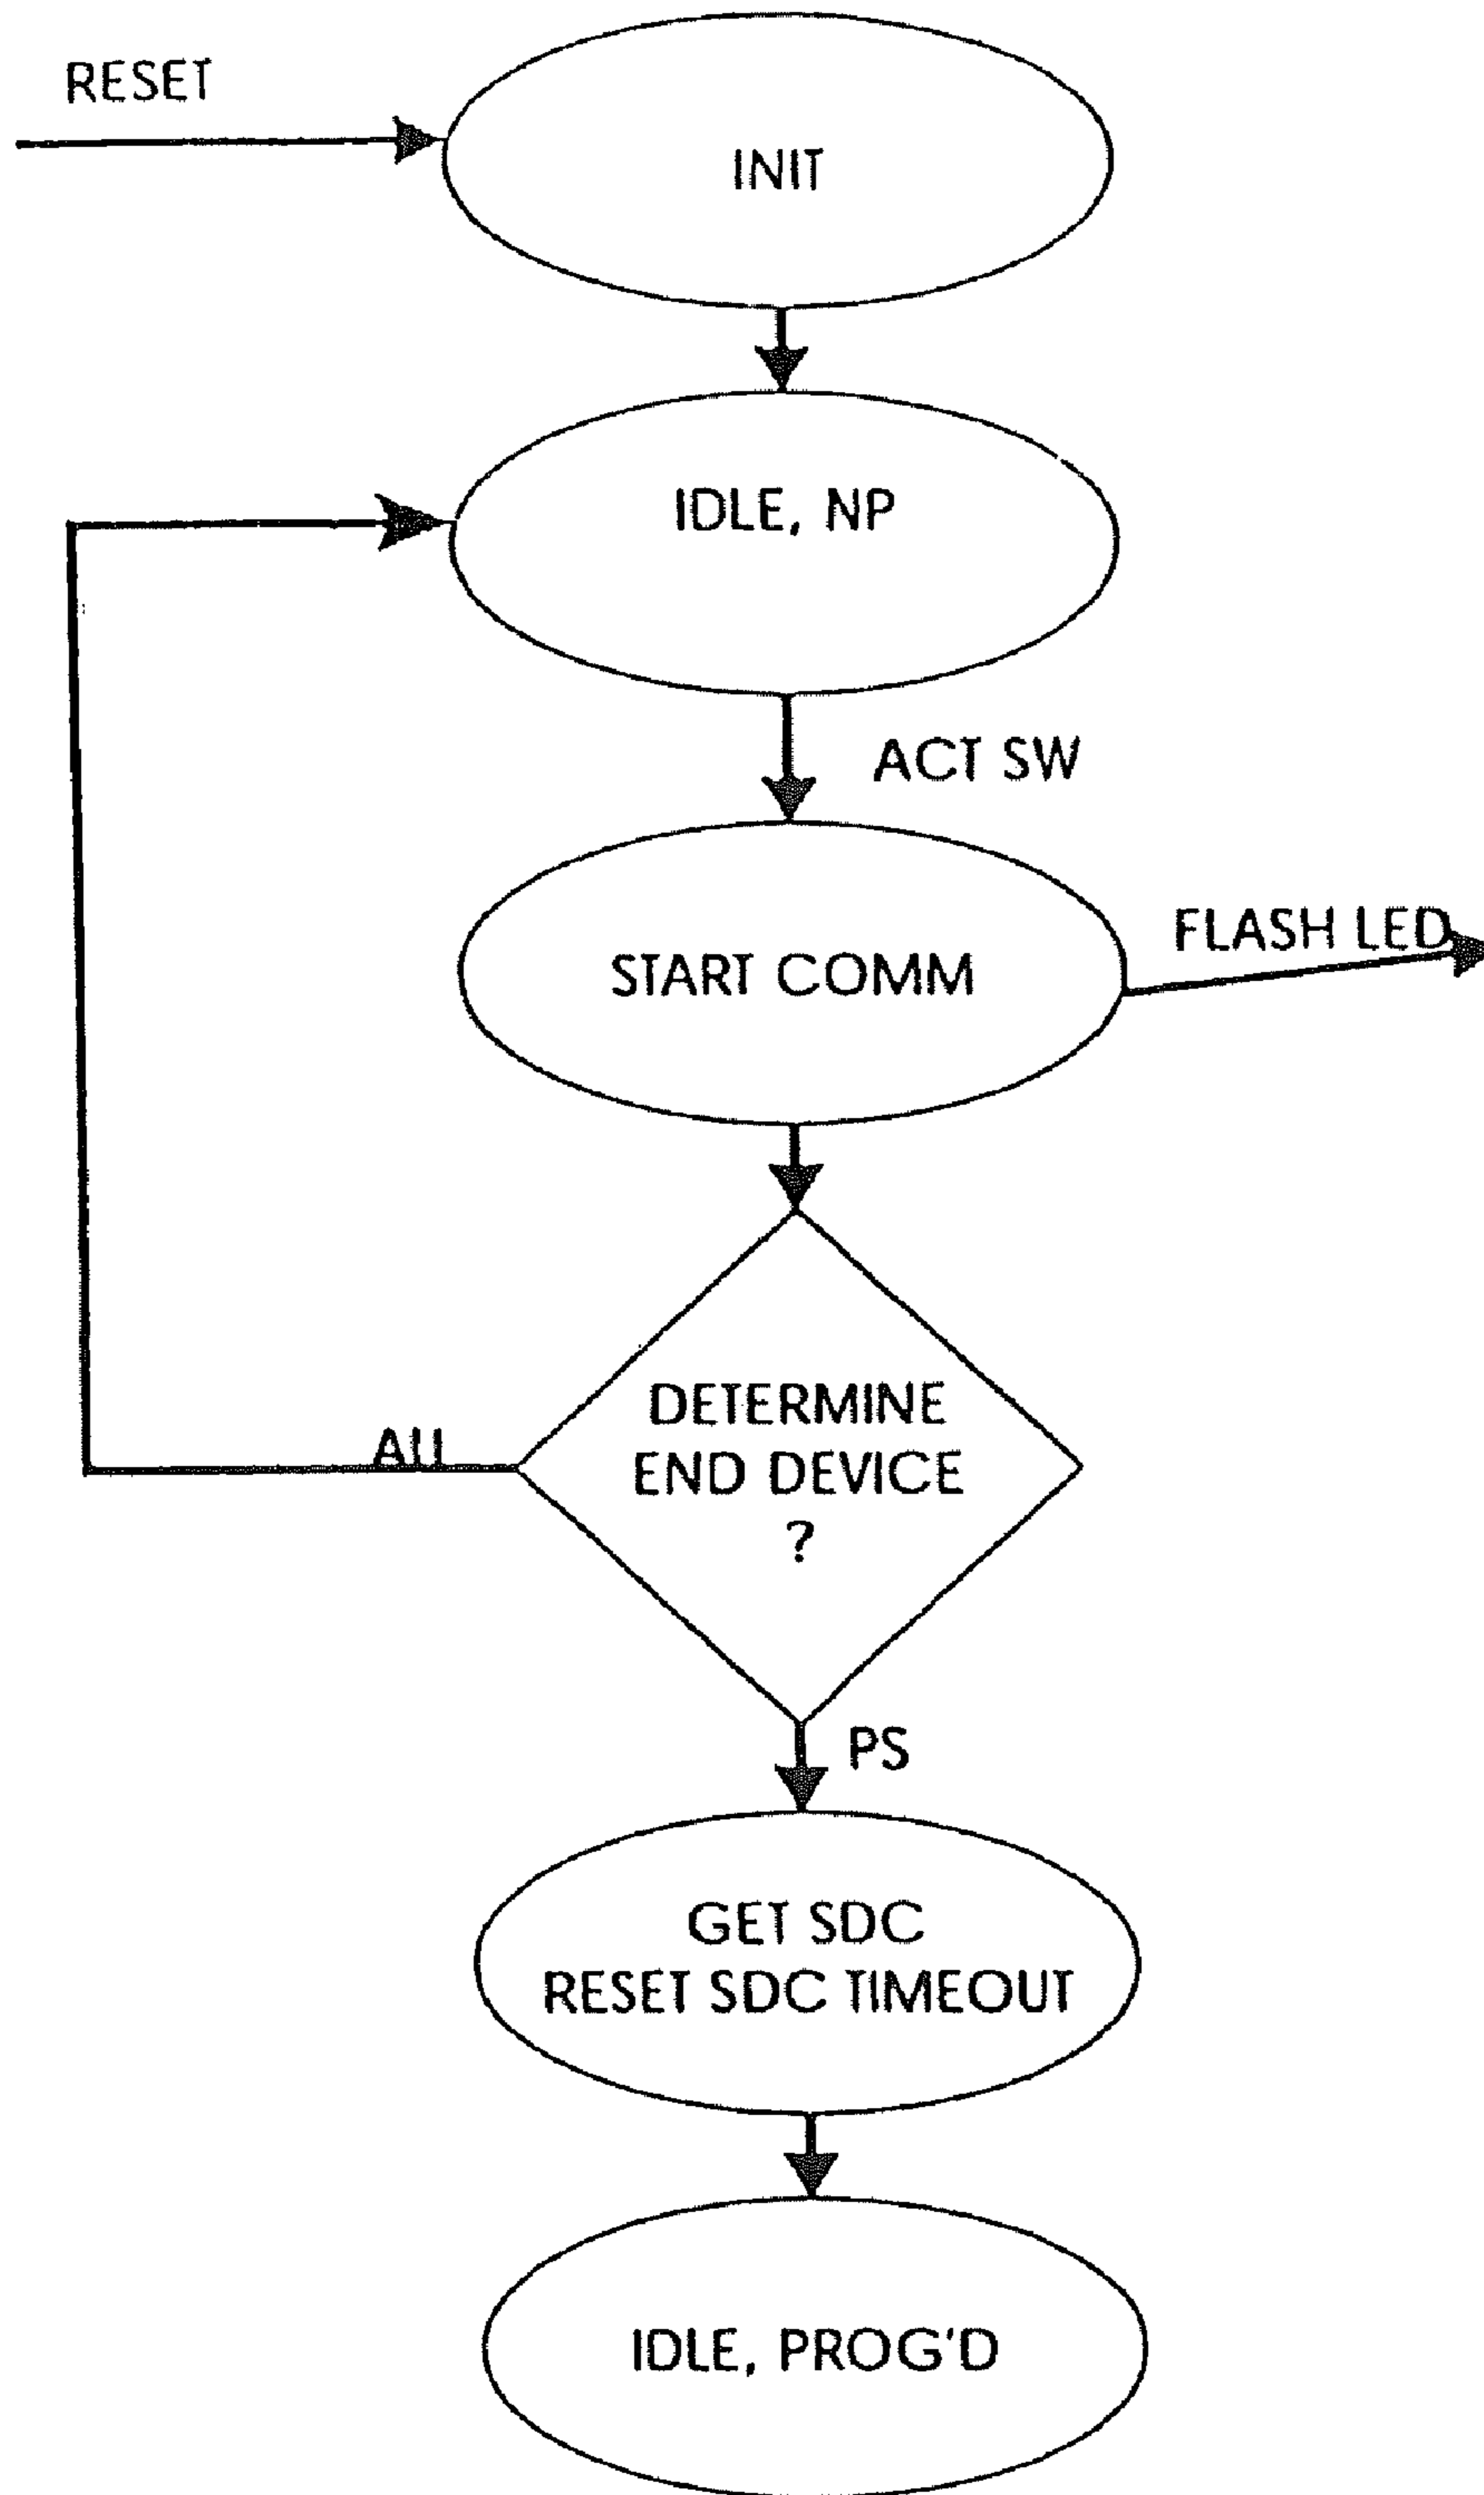 RESET
INIT
IDLE, NP
ACT SW
FLASH LED
START COMM
DETERMINE
END DEVICE
?
PS
GET SDC
RESET SDC TIMEOUT
IDLE, PROG'D